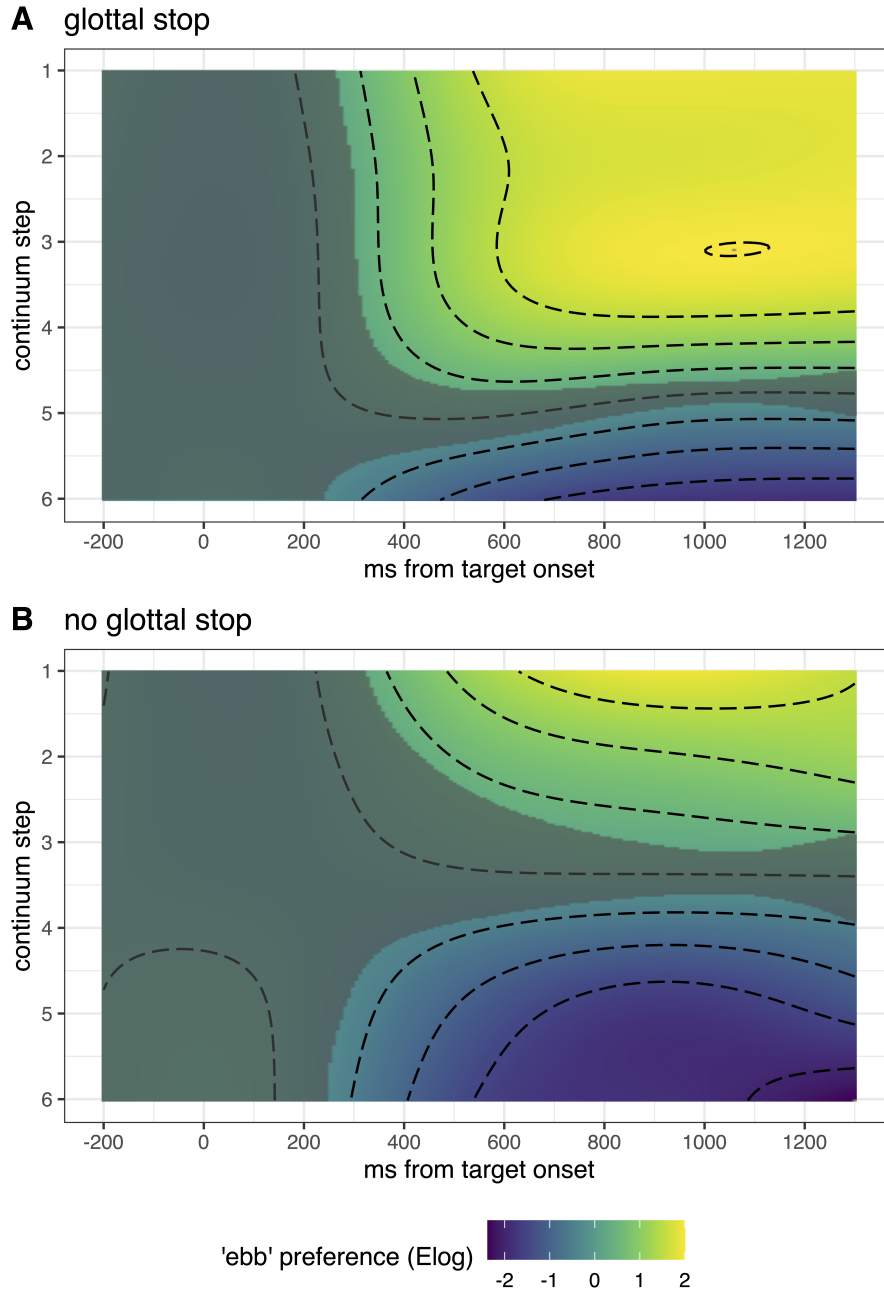 A glottal stop
continuum step
1
2
3
4
5
6
-200 0 200 400 600 800 1000 1200
ms from target onset
B no glottal stop
continuum step
1
2
3
4
5
6
-200 0 200 400 600 800 1000 1200
ms from target onset
'ebb' preference (Elog)
-2 -1 0 1 2